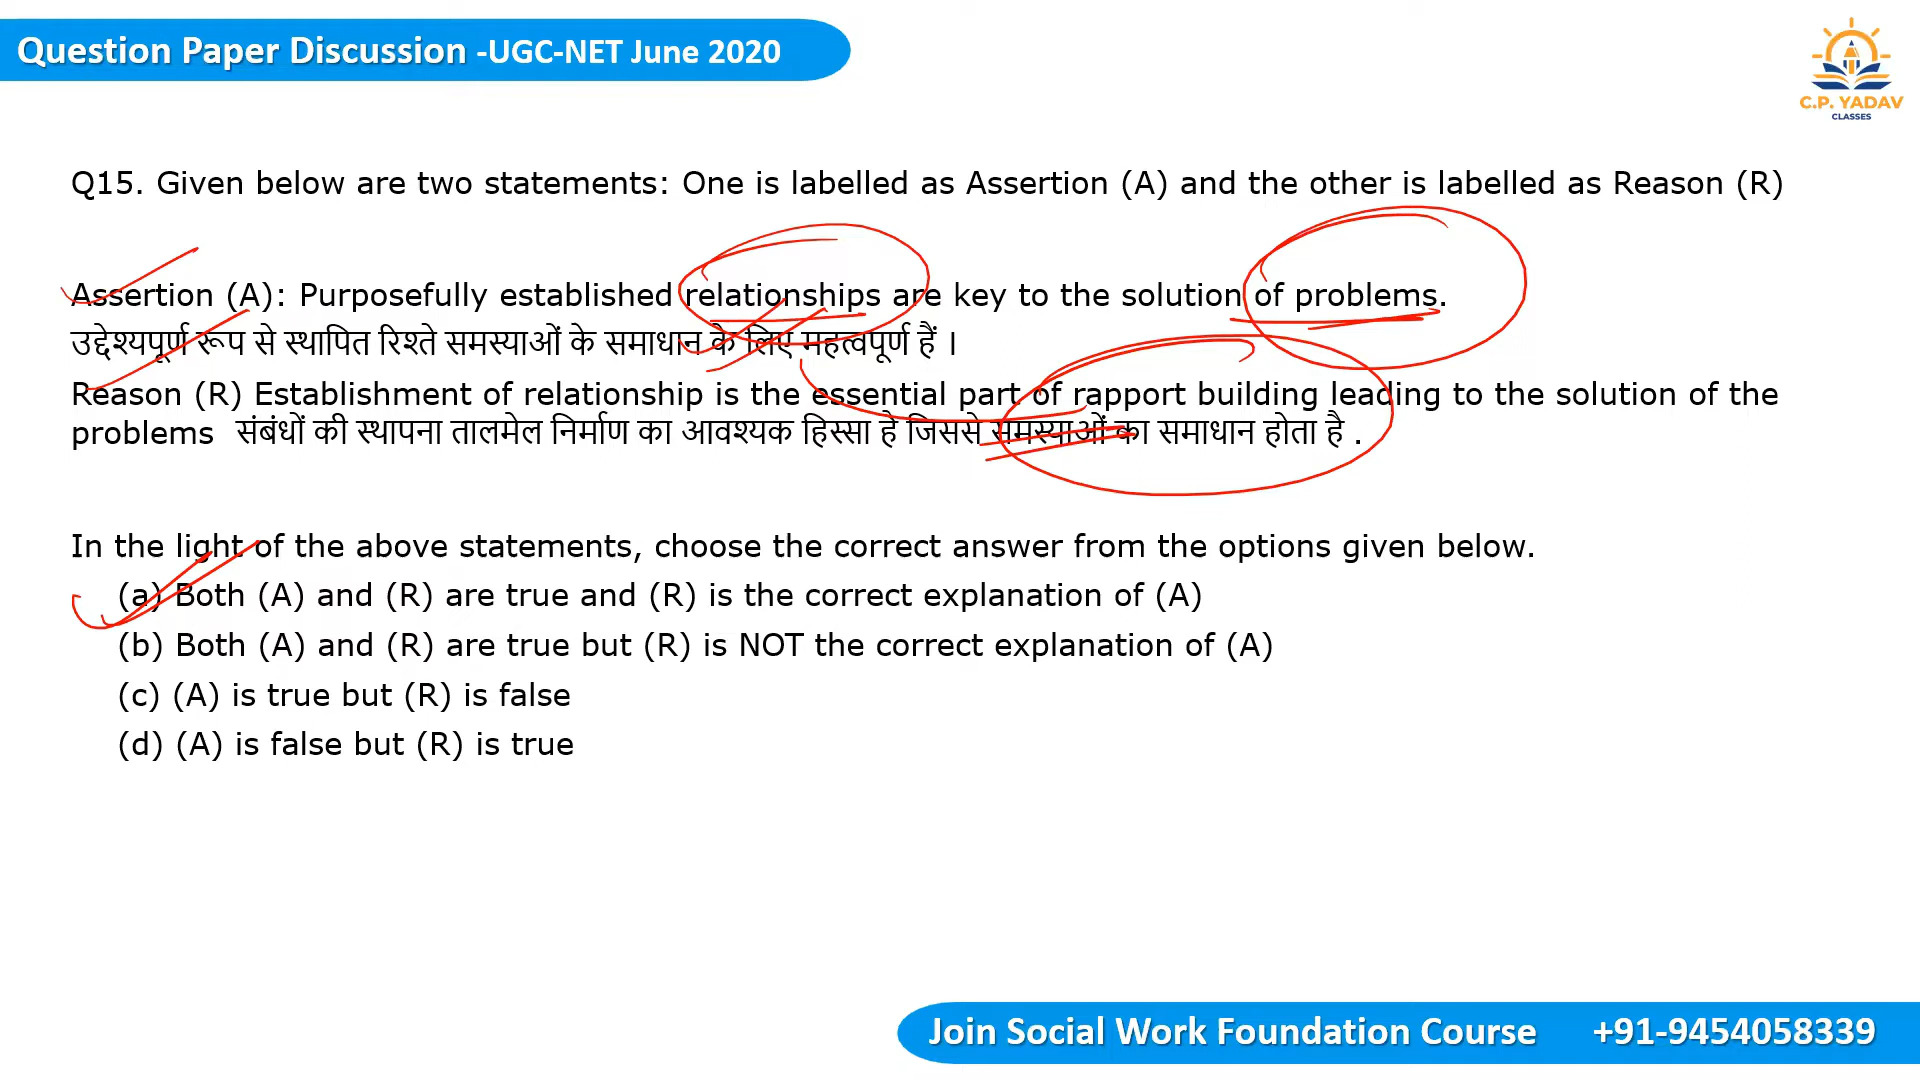 Question Paper Discussion -UGC-NET June 2020
C.P. YADAV
CLASSES
Q15. Given below are two statements: One is labelled as Assertion (A) and the other is labelled as Reason (R)
Assertion (A): Purposefully established relationships are key to the solution of problems.
उद्देश्यपूर्ण रूप से स्थापित रिश्ते समस्याओं के समाधान के लिए महत्वपूर्ण हैं ।
Reason (R) Establishment of relationship is the essential part of rapport building leading to the solution of the
problems संबंधों की स्थापना तालमेल निर्माण का आवश्यक हिस्सा है जिससे समस्याओं का समाधान होता है .
In the light of the above statements, choose the correct answer from the options given below.
(a) Both (A) and (R) are true and (R) is the correct explanation of (A)
(b) Both (A) and (R) are true but (R) is NOT the correct explanation of (A)
(c) (A) is true but (R) is false
(d) (A) is false but (R) is true
Join Social Work Foundation Course +91-9454058339